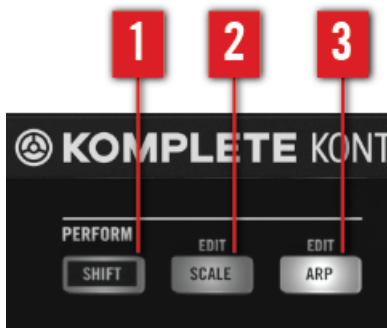 1 2 3
KOMPLETE KONT
PERFORM
EDIT EDIT
SHIFT SCALE ARP